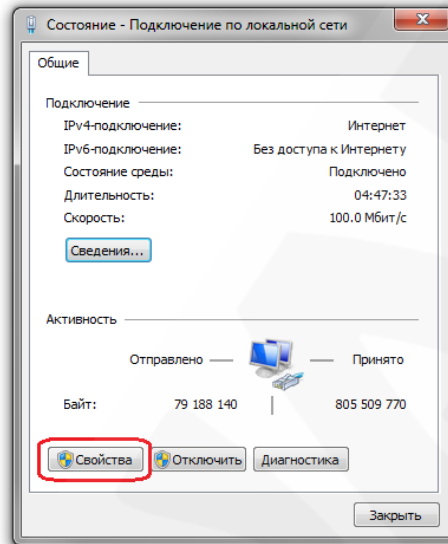 Состояние - Подключение по локальной сети
Общие
Подключение
IPv4-подключение: Интернет
IPv6-подключение: Без доступа к Интернету
Состояние среды: Подключено
Длительность: 04:47:33
Скорость: 100.0 Мбит/с
Сведения...
Активность
Отправлено — — Принято
Байт: 79 188 140 805 509 770
Свойства Отключить Диагностика
Закрыть